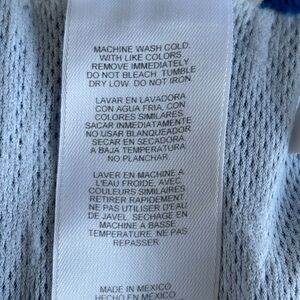 MACHINE WASH COLD.
WITH LIKE COLORS.
REMOVE IMMEDIATELY
DO NOT BLEACH. TUMBLE
DRY LOW. DO NOT IRON.
LAVAR EN LAVADORA
CON AGUA FRIA, CON
COLORES SIMILARES
SACAR INMEDIATAMENTE
NO USAR BLANQUEADOR.
SECAR EN SECADORA
A BAJA TEMPERATURA
NO PLANCHAR.
LAVER EN MACHINE A
L'EAU FROIDE, AVEC
COULEURS SIMILAIRES
RETIRER RAPIDEMENT
NE PAS UTILISER D'EAU
DE JAVEL. SECHAGE EN
MACHINE A BASSE
TEMPERATURE. NE PAS
REPASSER.
MADE IN MEXICO
HECHO EN MEXICO